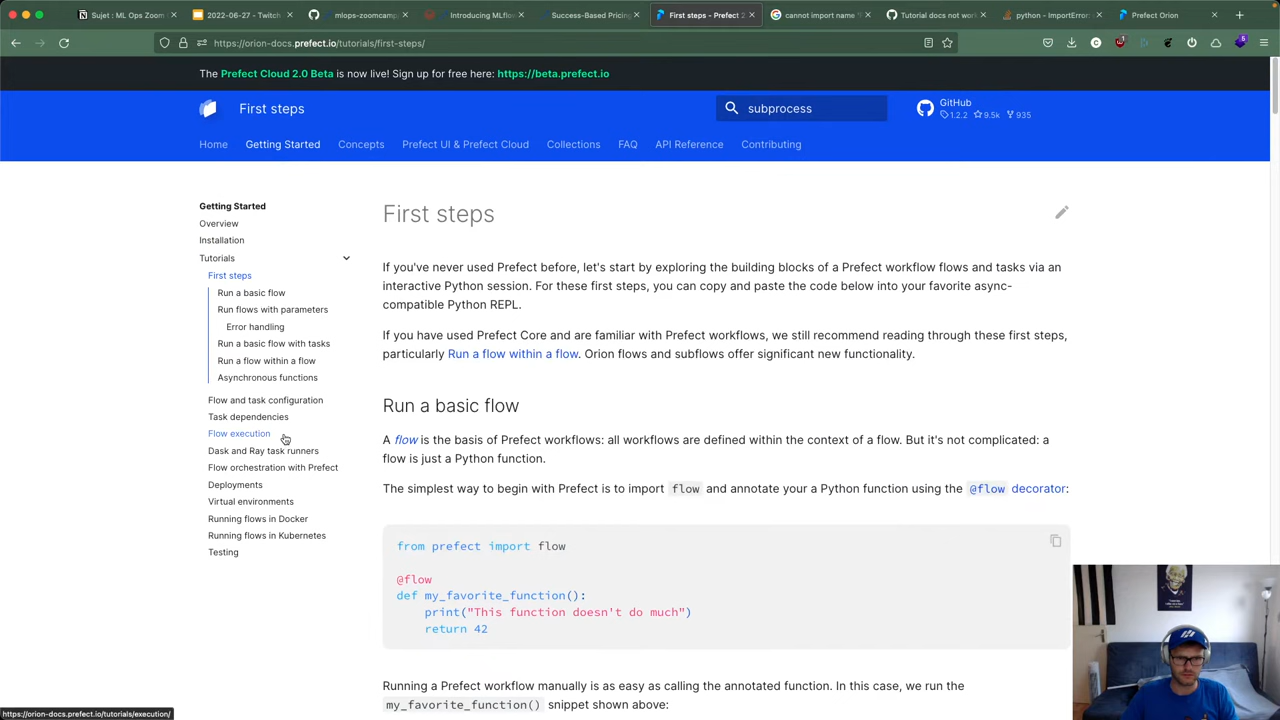 Sujet : ML Ops Zoom
2022-06-27 - Twitch
mlops-zoomcamp
Introducing MLflow
Success-Based Pricing
First steps - Prefect 2
cannot import name
Tutorial docs not wo
python - ImportError
Prefect Orion
https://orion-docs.prefect.io/tutorials/first-steps/
The Prefect Cloud 2.0 Beta is now live! Sign up for free here: https://beta.prefect.io
First steps
subprocess
GitHub
1.2.2 9.5k 935
Home Getting Started Concepts Prefect UI & Prefect Cloud Collections FAQ API Reference Contributing
Getting Started
Overview
Installation
Tutorials
First steps
Run a basic flow
Run flows with parameters
Error handling
Run a basic flow with tasks
Run a flow within a flow
Asynchronous functions
Flow and task configuration
Task dependencies
Flow execution
Dask and Ray task runners
Flow orchestration with Prefect
Deployments
Virtual environments
Running flows in Docker
Running flows in Kubernetes
Testing
First steps
If you've never used Prefect before, let's start by exploring the building blocks of a Prefect workflow flows and tasks via an
interactive Python session. For these first steps, you can copy and paste the code below into your favorite async-
compatible Python REPL.
If you have used Prefect Core and are familiar with Prefect workflows, we still recommend reading through these first steps,
particularly Run a flow within a flow. Orion flows and subflows offer significant new functionality.
Run a basic flow
A flow is the basis of Prefect workflows: all workflows are defined within the context of a flow. But it's not complicated: a
flow is just a Python function.
The simplest way to begin with Prefect is to import flow and annotate your a Python function using the @flow decorator:
from prefect import flow
@flow
def my_favorite_function():
print("This function doesn't do much")
return 42
Running a Prefect workflow manually is as easy as calling the annotated function. In this case, we run the
my_favorite_function() snippet shown above:
https://orion-docs.prefect.io/tutorials/execution/